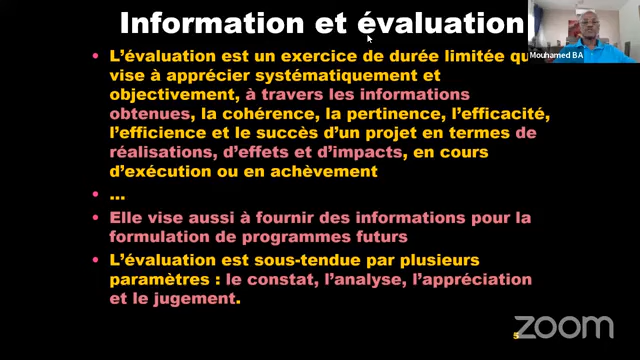 Information et évaluation
Mouhamed BA
• L'évaluation est un exercice de durée limitée qu
vise à apprécier systématiquement et
objectivement, à travers les informations
obtenues, la cohérence, la pertinence, l'efficacité,
l'efficience et le succès d'un projet en termes de
réalisations, d'effets et d'impacts, en cours
d'exécution ou en achèvement
• ...
• Elle vise aussi à fournir des informations pour la
formulation de programmes futurs
• L'évaluation est sous-tendue par plusieurs
paramètres : le constat, l'analyse, l'appréciation
et le jugement.
5
zoom